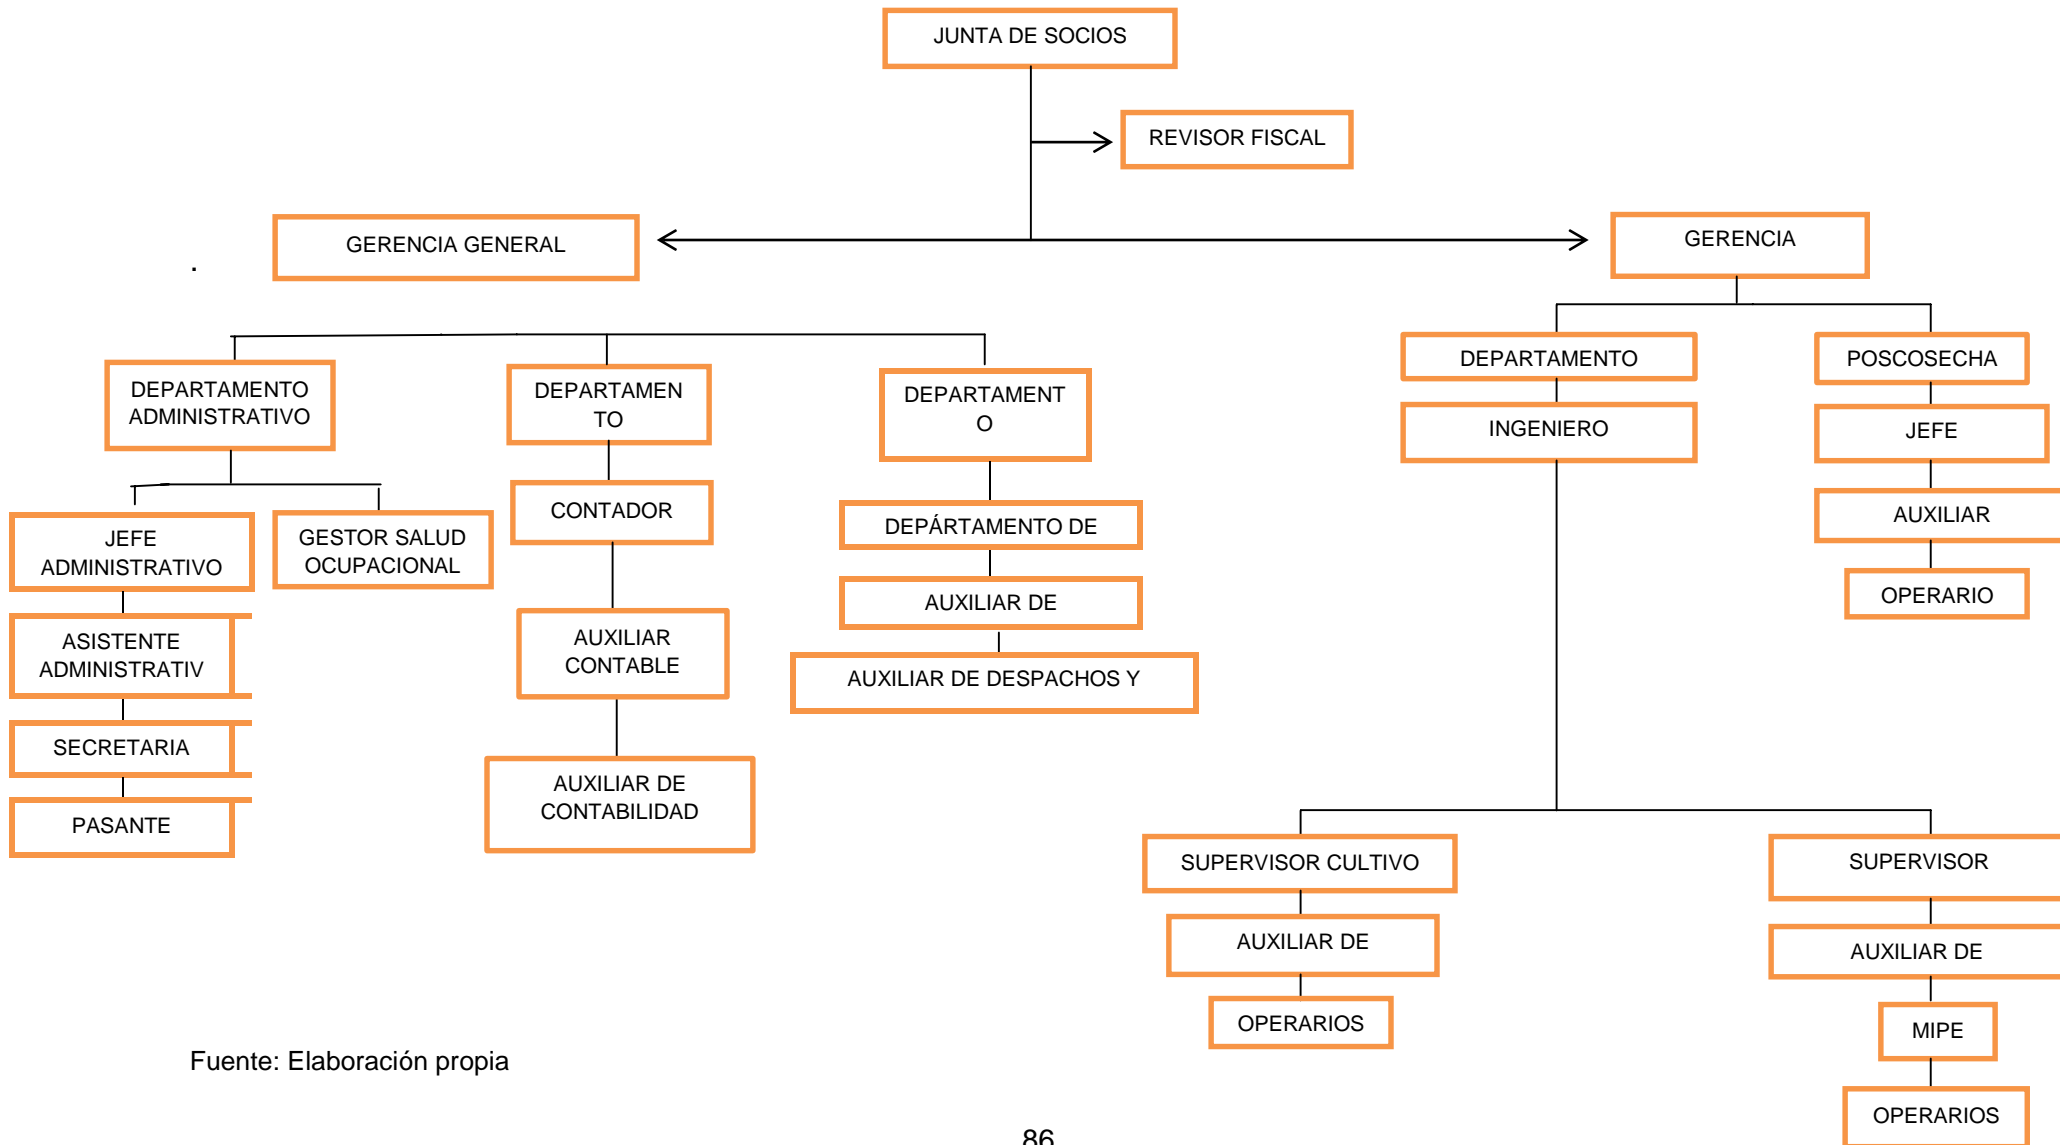 JUNTA DE SOCIOS
REVISOR FISCAL
GERENCIA GENERAL
GERENCIA
.
DEPARTAMENTO
ADMINISTRATIVO
DEPARTAMEN
TO
DEPARTAMENT
O
DEPARTAMENTO
POSCOSECHA
INGENIERO
JEFE
JEFE
ADMINISTRATIVO
GESTOR SALUD
OCUPACIONAL
CONTADOR
DEPÁRTAMENTO DE
AUXILIAR
ASISTENTE
ADMINISTRATIV
AUXILIAR
CONTABLE
AUXILIAR DE
OPERARIO
AUXILIAR DE DESPACHOS Y
SECRETARIA
AUXILIAR DE
CONTABILIDAD
PASANTE
SUPERVISOR CULTIVO
SUPERVISOR
AUXILIAR DE
AUXILIAR DE
OPERARIOS
MIPE
OPERARIOS
Fuente: Elaboración propia
86